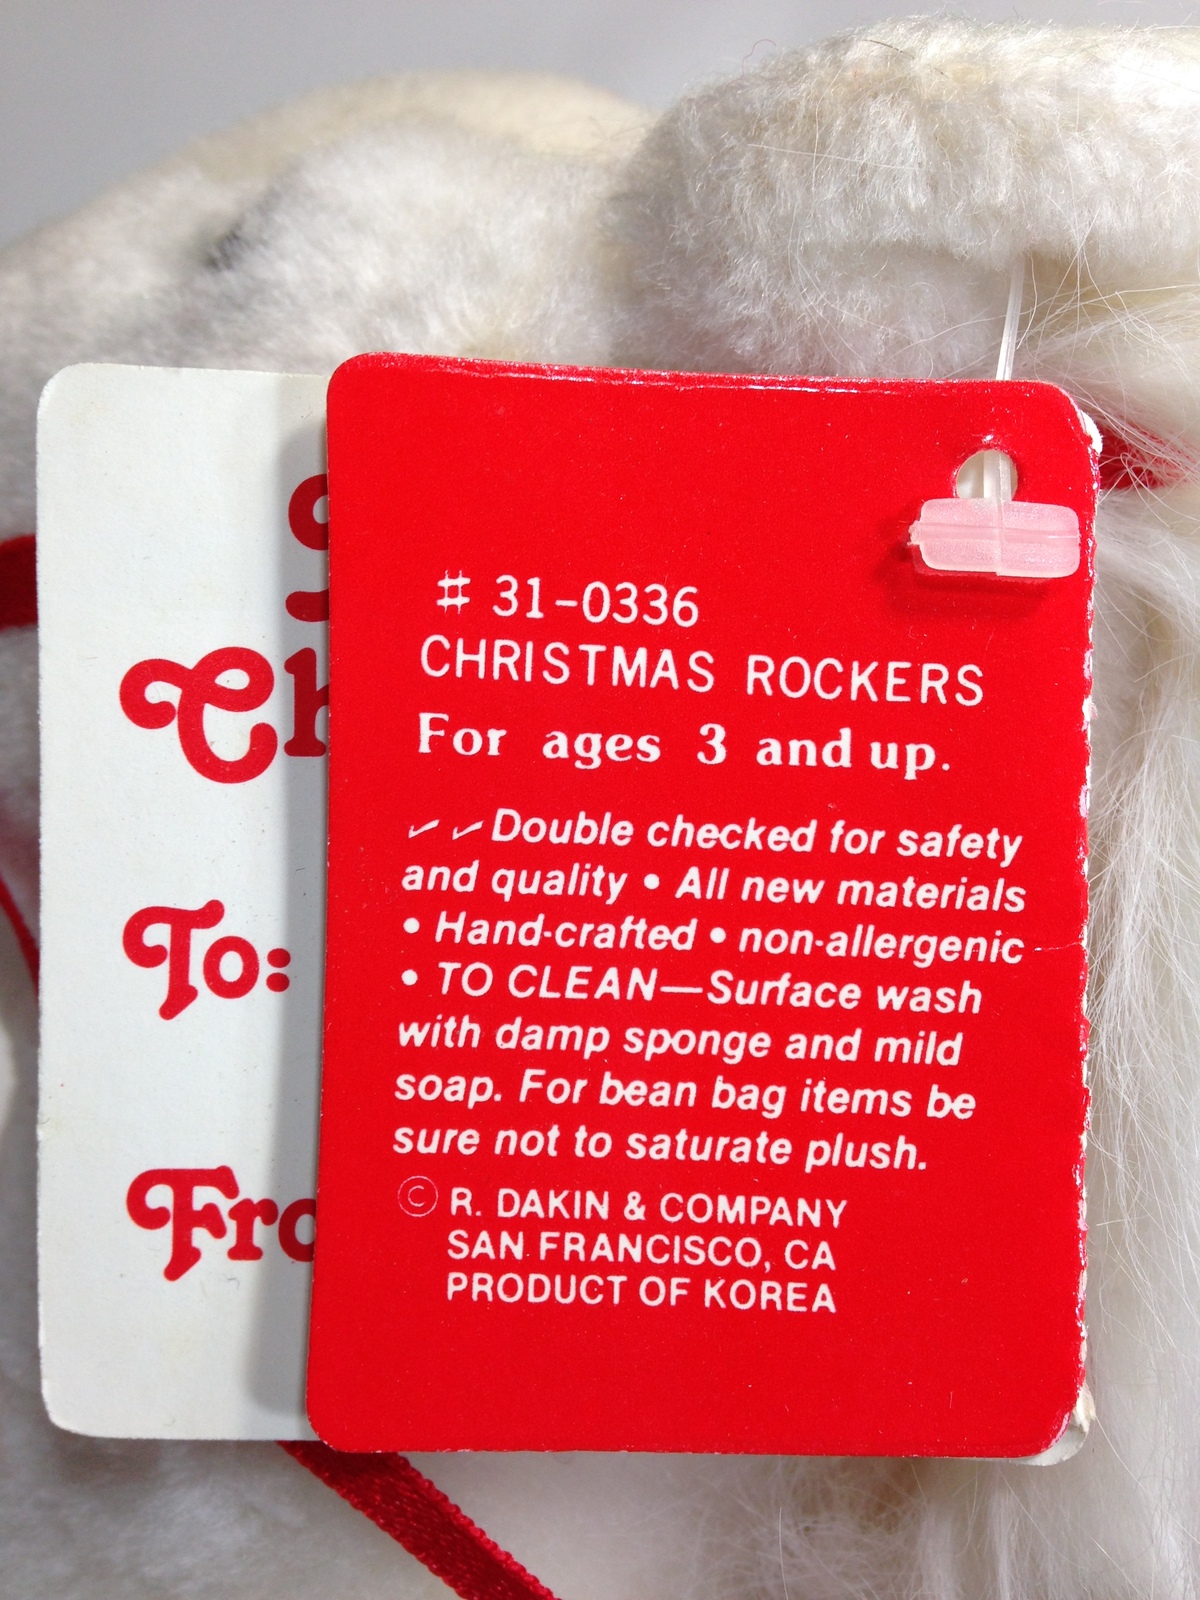 # 31-0336
CHRISTMAS ROCKERS
For ages 3 and up.
✓ ✓ Double checked for safety
and quality • All new materials
• Hand-crafted • non-allergenic
• TO CLEAN—Surface wash
with damp sponge and mild
soap. For bean bag items be
sure not to saturate plush.
© R. DAKIN & COMPANY
SAN FRANCISCO, CA
PRODUCT OF KOREA
To: